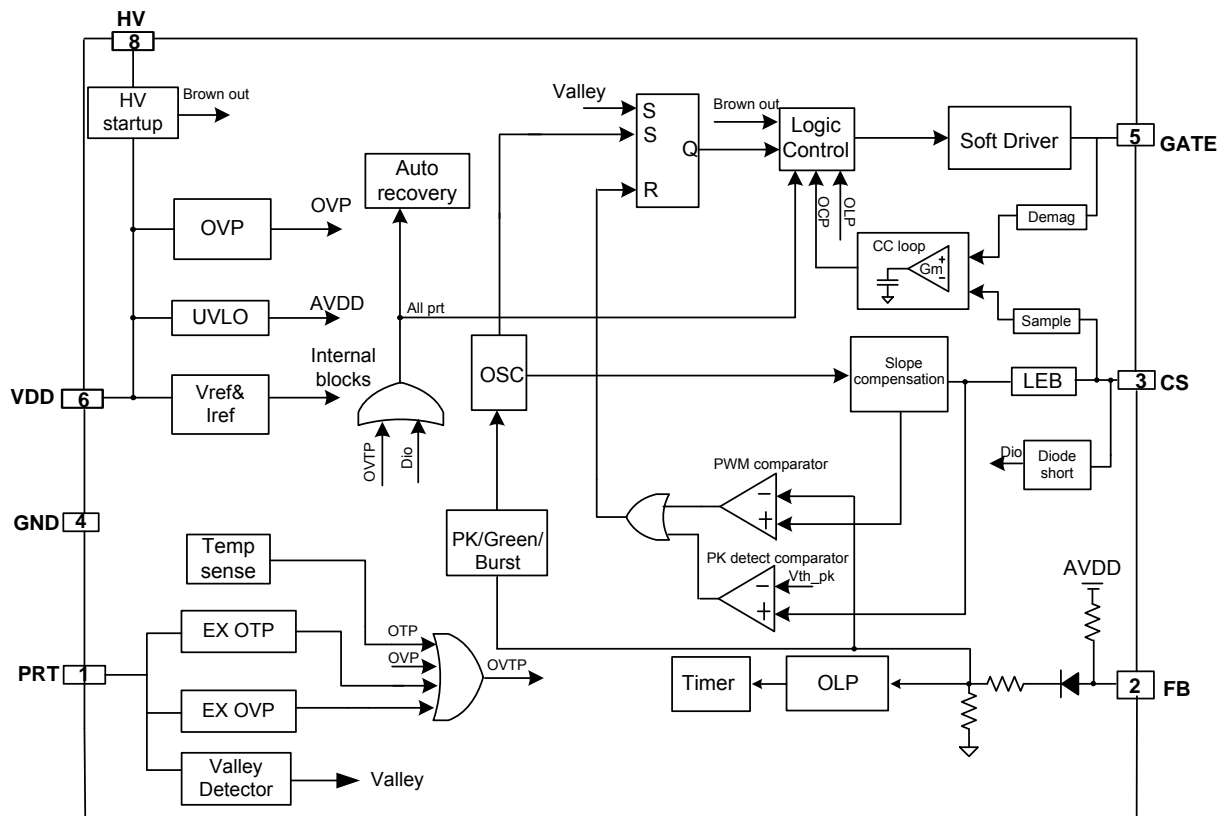 HV
8
HV
startup
Brown out
Valley
S
S
Q
R
Brown out
Logic
Control
Soft Driver
5
GATE
Auto
recovery
OVP
OVP
OCP
OLP
Demag
CC loop
Gm
+
−
UVLO
AVDD
All prt
Sample
VDD
6
Vref&
Iref
Internal
blocks
OSC
Slope
compensation
LEB
3
CS
OVTP
Dio
Dio
Diode
short
PWM comparator
−
+
GND
4
PK/Green/
Burst
Temp
sense
PK detect comparator
Vth_pk
−
+
AVDD
PRT
1
EX OTP
OTP
OVP
OVTP
EX OVP
Timer
OLP
2
FB
Valley
Detector
Valley